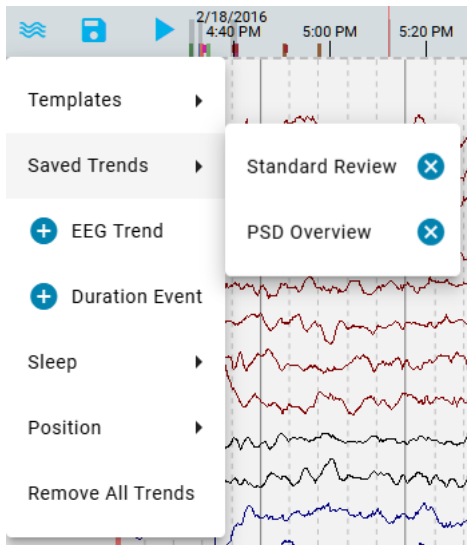 2/18/2016
4:40 PM 5:00 PM 5:20 PM
Templates
Saved Trends
Standard Review
PSD Overview
EEG Trend
Duration Event
Sleep
Position
Remove All Trends